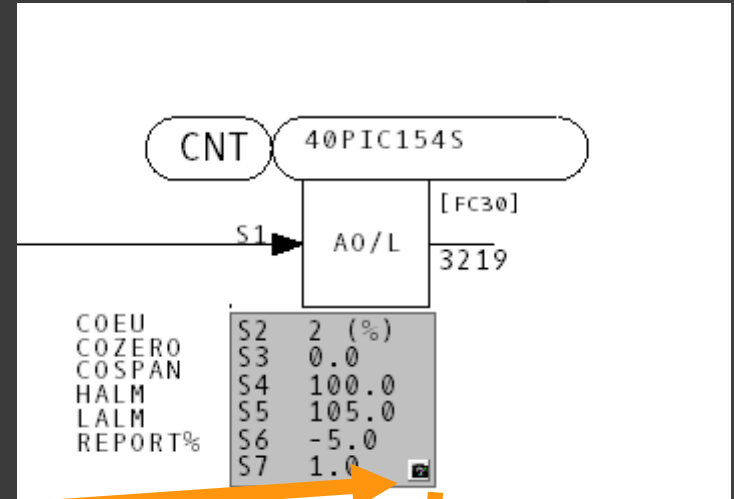 CNT 40PIC154S
[FC30]
S1 AO/L
3219
COEU S2 2 (%)
COZERO S3 0.0
COSPAN S4 100.0
HALM S5 105.0
LALM S6 -5.0
REPORT% S7 1.0